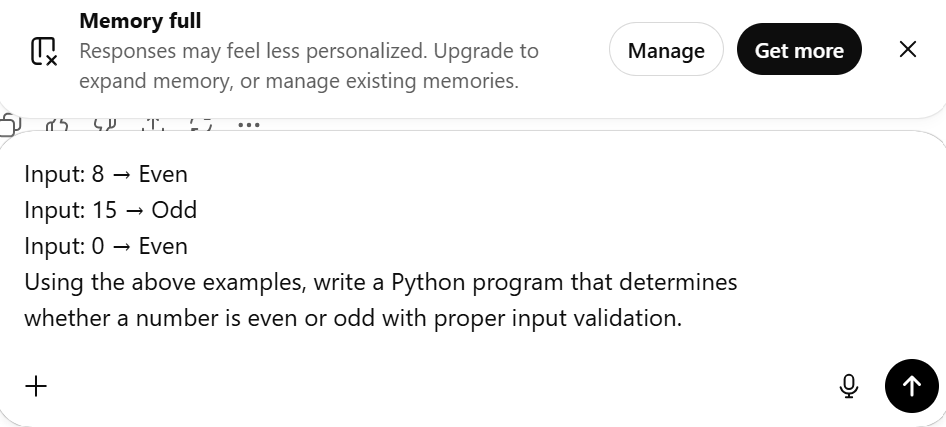 Memory full
Responses may feel less personalized. Upgrade to
expand memory, or manage existing memories.
Manage
Get more
Input: 8 → Even
Input: 15 → Odd
Input: 0 → Even
Using the above examples, write a Python program that determines
whether a number is even or odd with proper input validation.